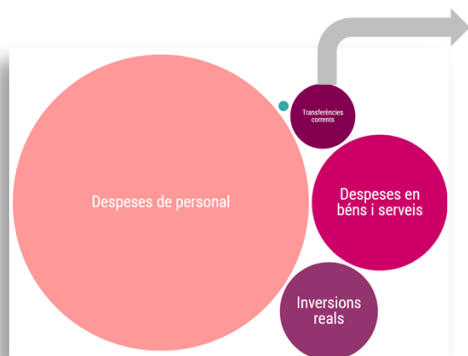 Transferències
corrents
Despeses de personal
Despeses en
béns i serveis
Inversions
reals